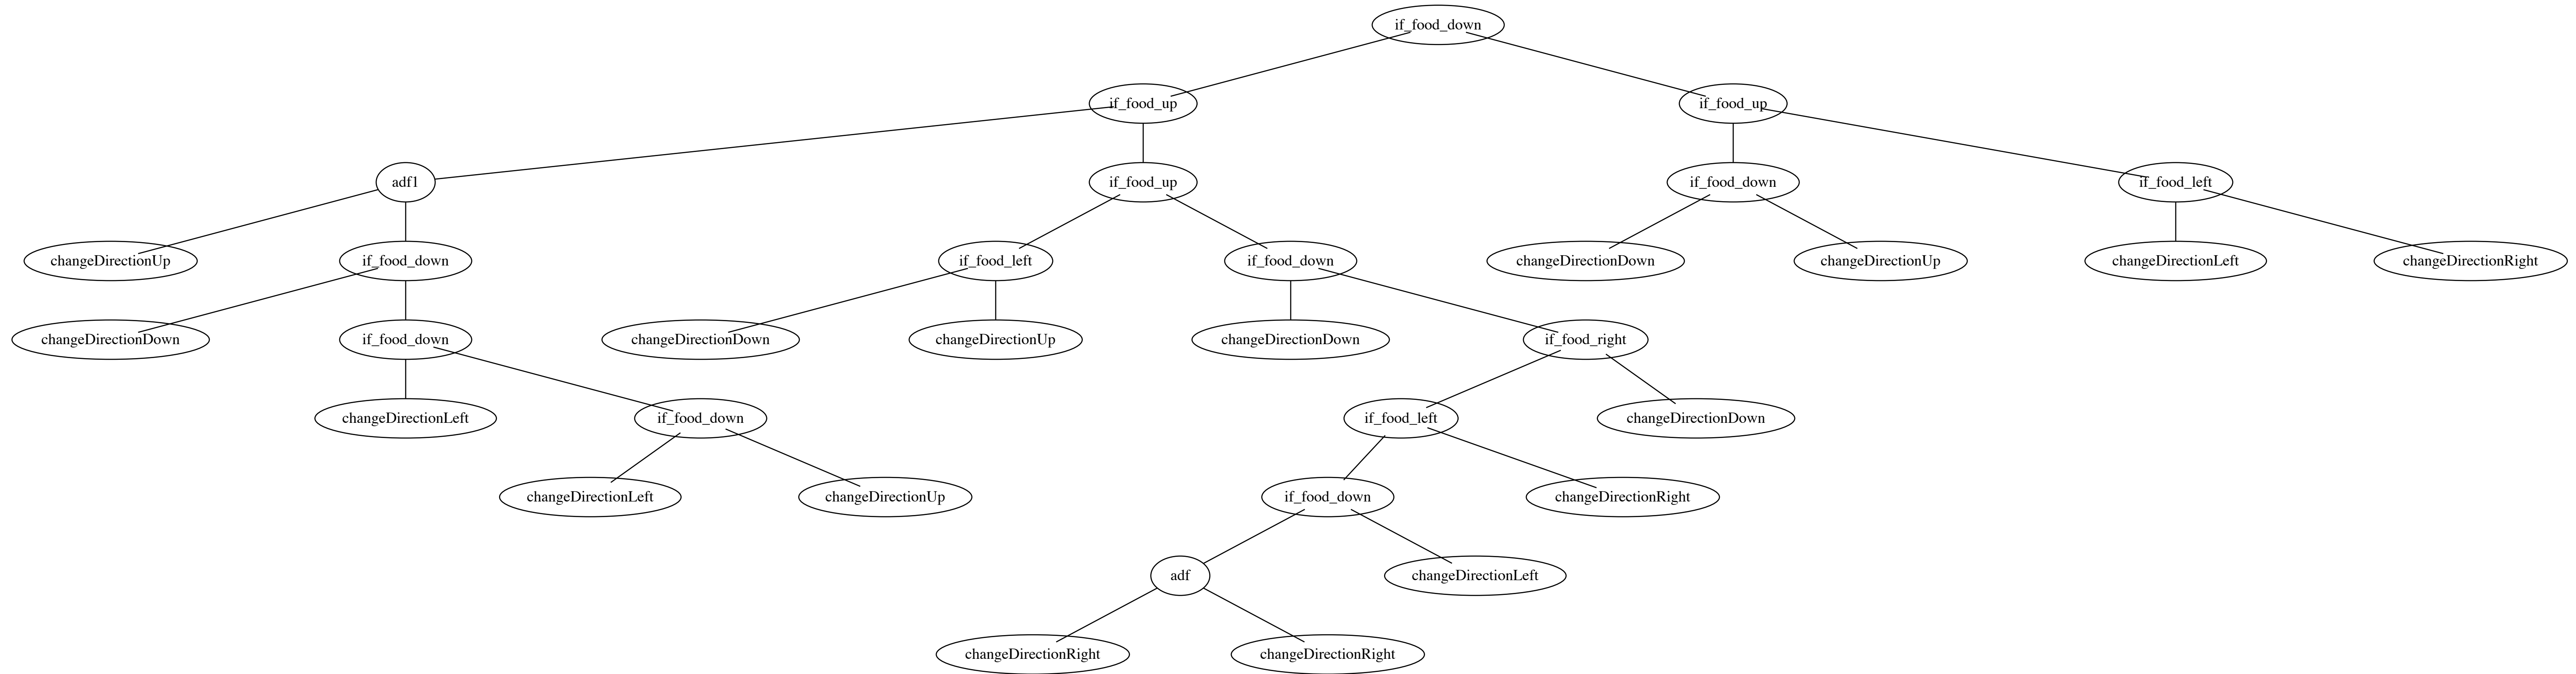 if_food_down
if_food_up
if_food_up
adf1
if_food_up
if_food_down
if_food_left
changeDirectionUp
if_food_down
if_food_left
if_food_down
changeDirectionDown
changeDirectionUp
changeDirectionLeft
changeDirectionRight
changeDirectionDown
if_food_down
changeDirectionDown
changeDirectionUp
changeDirectionDown
if_food_right
changeDirectionLeft
if_food_down
if_food_left
changeDirectionDown
changeDirectionLeft
changeDirectionUp
if_food_down
changeDirectionRight
adf
changeDirectionLeft
changeDirectionRight
changeDirectionRight